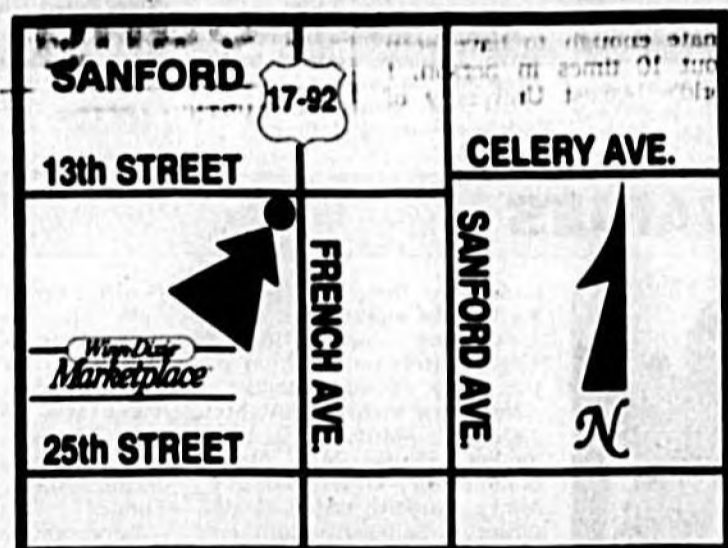 SANFORD
17-92
13th STREET
CELERY AVE.
FRENCH AVE.
SANFORD AVE.
Winn-Dixie
Marketplace
25th STREET
N